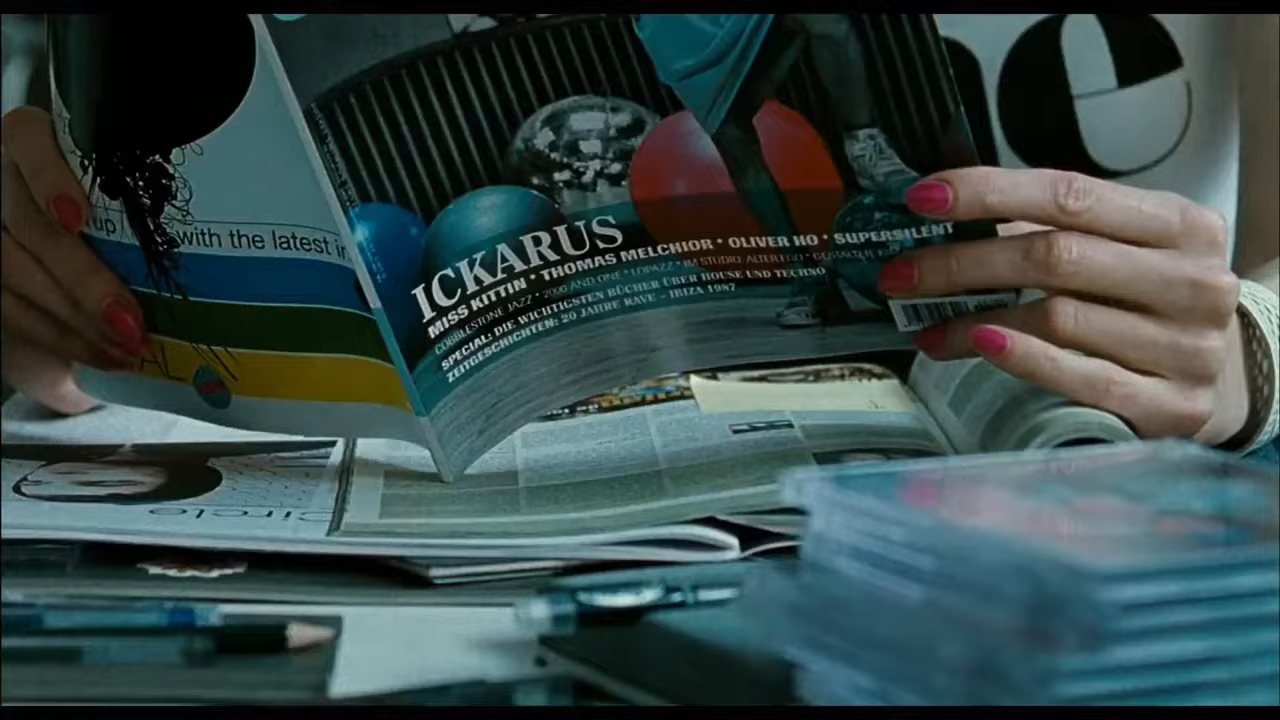 up with the latest in
ICKARUS
MISS KITTIN * THOMAS MELCHIOR * OLIVER HO * SUPERSILENT
COBBLESTONE JAZZ * 2000 AND ONE * LOPAZZ * IM STUDIO: ALTER EGO
SPECIAL: DIE WICHTIGSTEN BÜCHER ÜBER HOUSE UND TECHNO
ZEITGESCHICHTEN: 20 JAHRE RAVE – IBIZA 1987
Circle